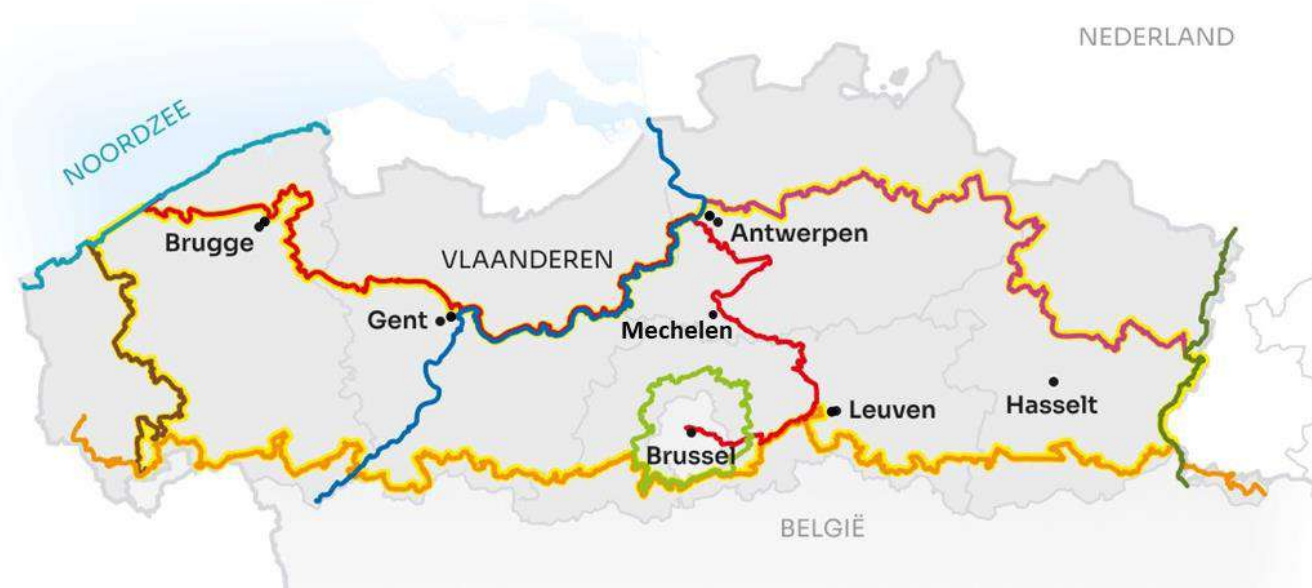 NEDERLAND
NOORDZEE
Brugge
Antwerpen
VLAANDEREN
Gent
Mechelen
Hasselt
Leuven
Brussel
BELGIË